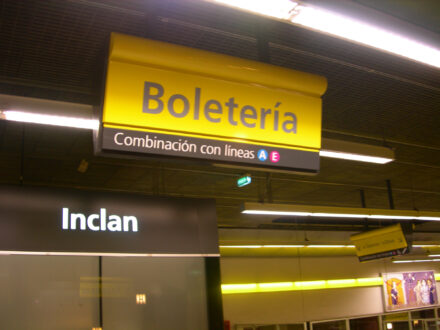 Boletería
Combinación con líneas A E
Inclan